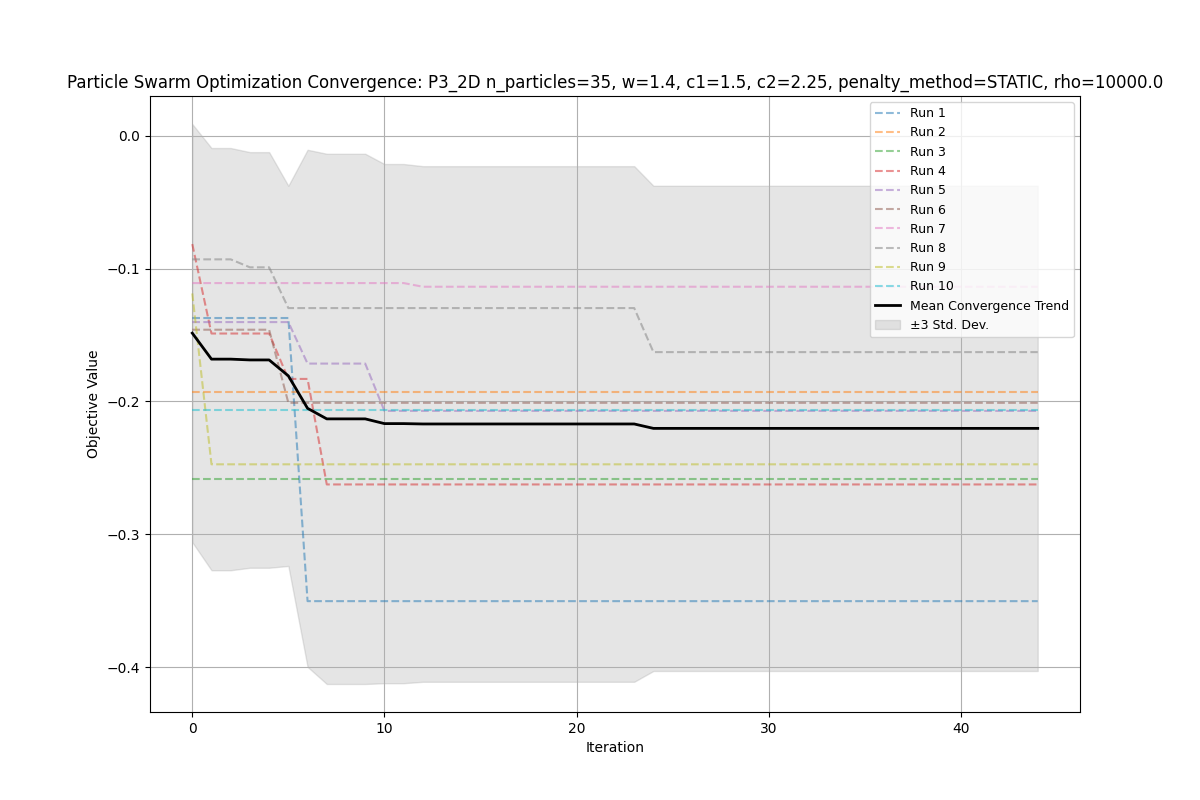 Particle Swarm Optimization Convergence: P3_2D n_particles=35, w=1.4, c1=1.5, c2=2.25, penalty_method=STATIC, rho=10000.0
Run 1
Run 2
Run 3
Run 4
Run 5
Run 6
Run 7
Run 8
Run 9
Run 10
Mean Convergence Trend
±3 Std. Dev.
Objective Value
0.0
−0.1
−0.2
−0.3
−0.4
0
10
20
30
40
Iteration